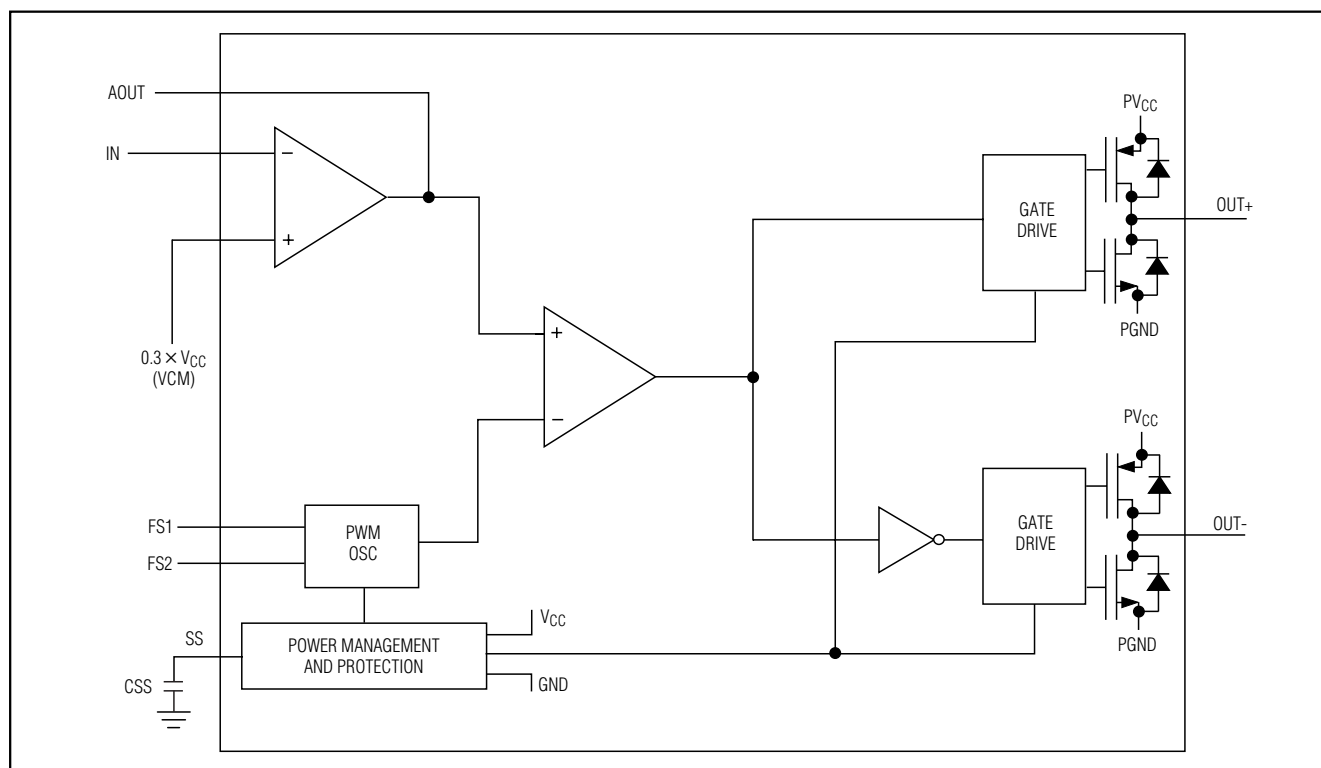 AOUT
IN
−
+
0.3 × VCC
(VCM)
+
−
FS1
FS2
PWM
OSC
SS
CSS
POWER MANAGEMENT
AND PROTECTION
VCC
GND
GATE
DRIVE
PVCC
OUT+
PGND
GATE
DRIVE
PVCC
OUT-
PGND